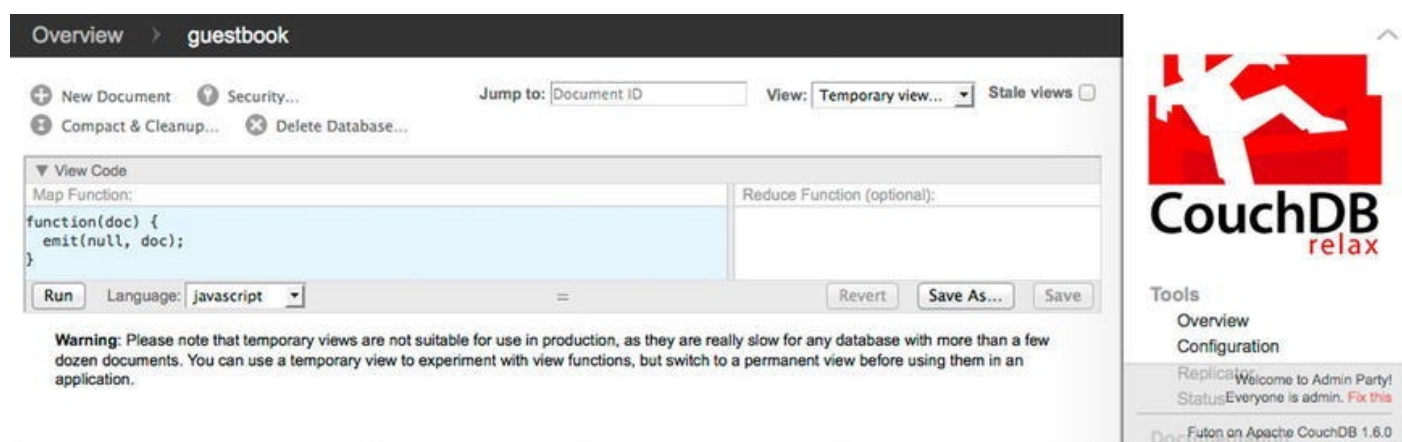 Overview > guestbook
New Document Security... Jump to: Document ID View: Temporary view... Stale views
Compact & Cleanup... Delete Database...
View Code
Map Function: Reduce Function (optional):
function(doc) {
  emit(null, doc);
}
Run Language: javascript = Revert Save As... Save
Warning: Please note that temporary views are not suitable for use in production, as they are really slow for any database with more than a few
dozen documents. You can use a temporary view to experiment with view functions, but switch to a permanent view before using them in an
application.
CouchDB
relax
Tools
Overview
Configuration
Replicator
Status
Welcome to Admin Party!
Everyone is admin. Fix this
Futon on Apache CouchDB 1.6.0